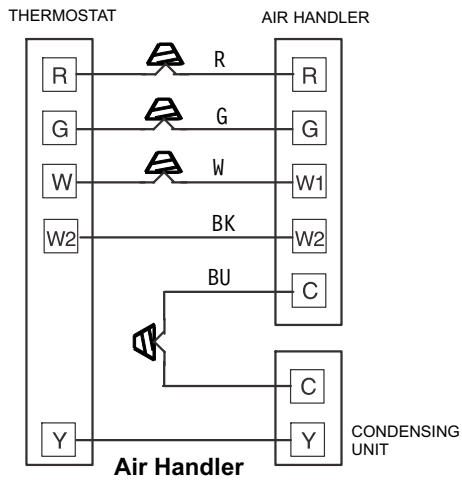 THERMOSTAT
AIR HANDLER
R R R
G G G
W W W1
W2 BK W2
BU C
C
Y Y
CONDENSING
UNIT
Air Handler